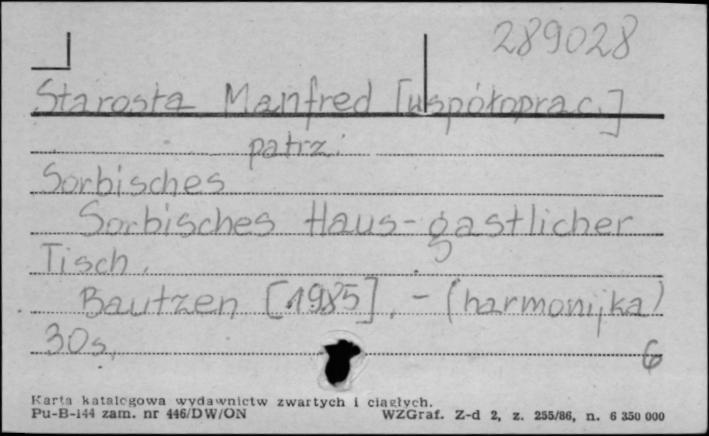 289028
Starosta Manfred [współoprac.]
patrz:
Sorbisches
Sorbisches Haus-gastlicher
Tisch.
Bautzen [1985]. - (harmonijka)
30s.
6
Karta katalogowa wydawnictw zwartych i ciągłych.
Pu-B-144 zam. nr 446/DW/ON WZGraf. Z-d 2, z. 255/86, n. 6 350 000